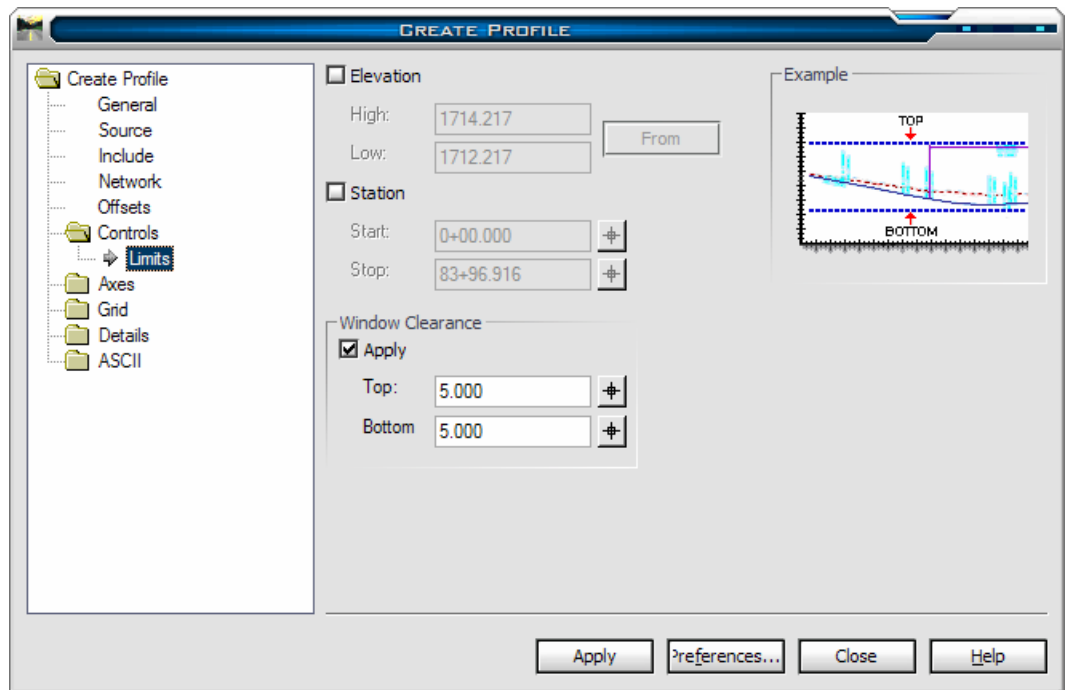 CREATE PROFILE
Create Profile
General
Source
Include
Network
Offsets
Controls
Limits
Axes
Grid
Details
ASCII
Elevation
High: 1714.217
Low: 1712.217
From
Station
Start: 0+00.000
Stop: 83+96.916
Window Clearance
Apply
Top: 5.000
Bottom 5.000
Example
TOP
BOTTOM
Apply Preferences... Close Help